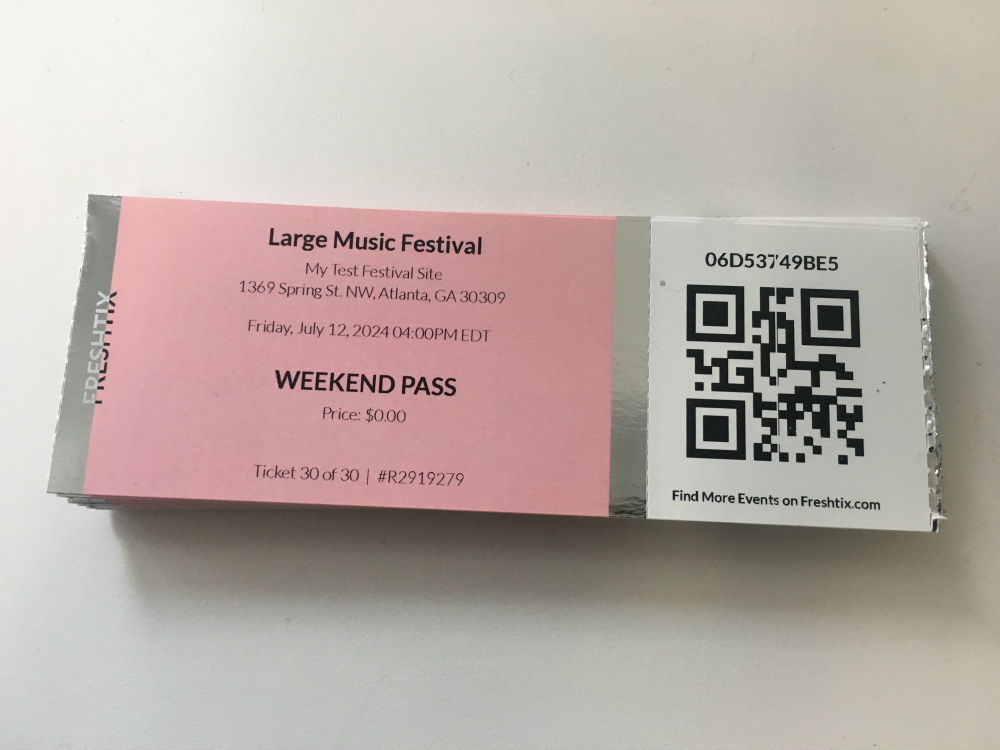 FRESHTIX
Large Music Festival
My Test Festival Site
1369 Spring St. NW, Atlanta, GA 30309
Friday, July 12, 2024 04:00PM EDT
WEEKEND PASS
Price: $0.00
Ticket 30 of 30 | #R2919279
06D53749BE5
Find More Events on Freshtix.com